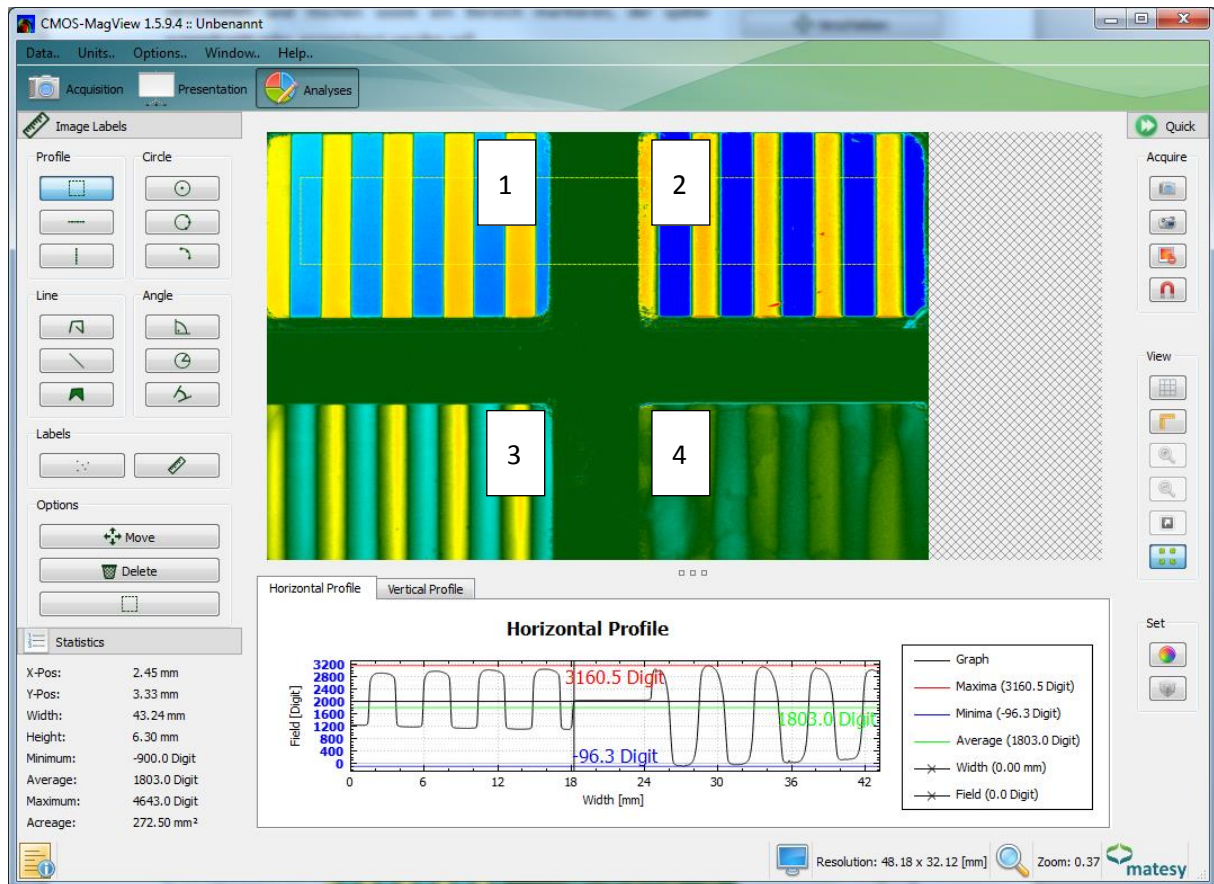 CMOS-MagView 1.5.9.4 :: Unbenannt
Data.. Units.. Options.. Window.. Help..
Acquisition Presentation Analyses
Image Labels
Profile Circle
Line Angle
Labels
Options
Move
Delete
Statistics
X-Pos: 2.45 mm
Y-Pos: 3.33 mm
Width: 43.24 mm
Height: 6.30 mm
Minimum: -900.0 Digit
Average: 1803.0 Digit
Maximum: 4643.0 Digit
Acreage: 272.50 mm²
1
2
3
4
Horizontal Profile Vertical Profile
Horizontal Profile
Field [Digit]
3200
2800
2400
2000
1600
1200
800
400
0
3160.5 Digit
1803.0 Digit
-96.3 Digit
0 6 12 18 24 30 36 42
Width [mm]
Graph
Maxima (3160.5 Digit)
Minima (-96.3 Digit)
Average (1803.0 Digit)
Width (0.00 mm)
Field (0.0 Digit)
Quick
Acquire
View
Set
Resolution: 48.18 x 32.12 [mm] Zoom: 0.37 matesy